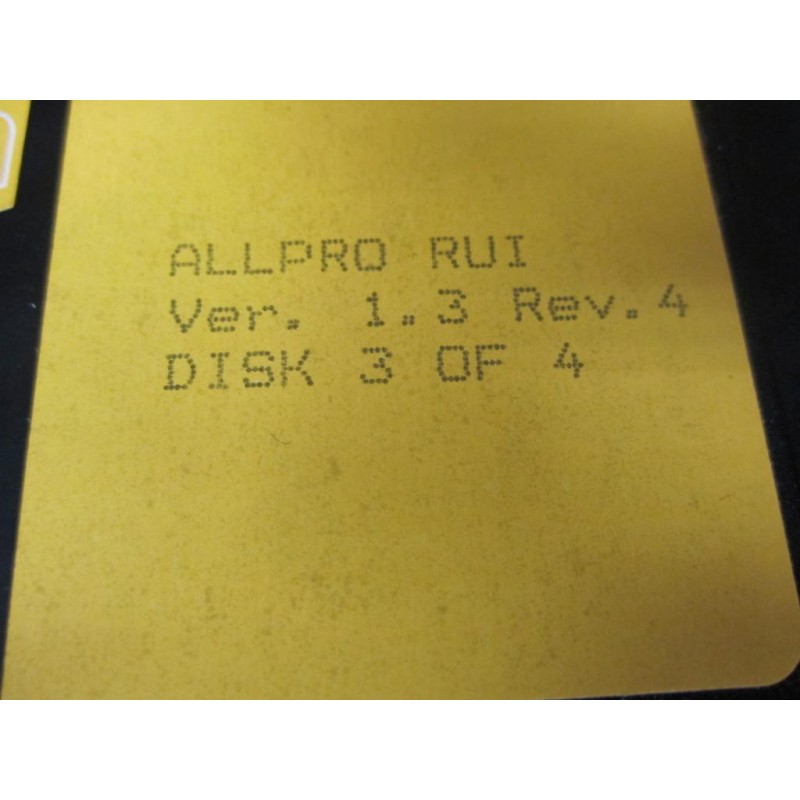 ALLPRO RUI
Ver. 1.3 Rev.4
DISK 3 OF 4